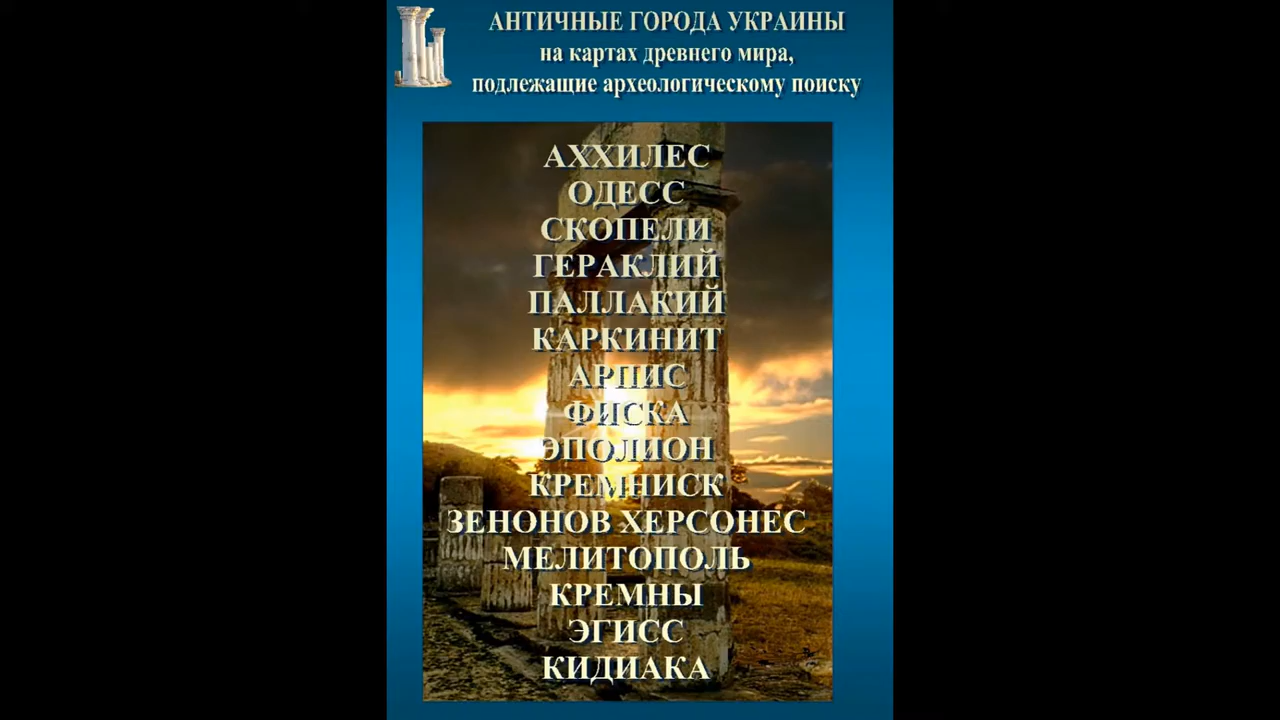 АНТИЧНЫЕ ГОРОДА УКРАИНЫ
на картах древнего мира,
подлежащие археологическому поиску
АХХИЛЕС
ОДЕСС
СКОПЕЛИ
ГЕРАКЛИЙ
ПАЛЛАКИЙ
КАРКИНИТ
АРПИС
ФИСКА
ЭПОЛИОН
КРЕМНИСК
ЗЕНОНОВ ХЕРСОНЕС
МЕЛИТОПОЛЬ
КРЕМНЫ
ЭГИСС
КИДИАКА